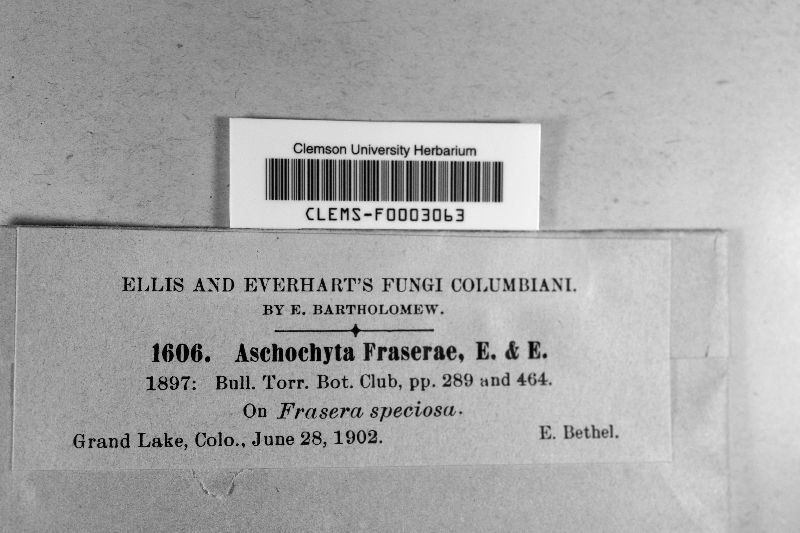 Clemson University Herbarium
CLEMS-F0003063
ELLIS AND EVERHART'S FUNGI COLUMBIANI.
BY E. BARTHOLOMEW.
1606. Aschochyta Fraserae, E. & E.
1897: Bull. Torr. Bot. Club, pp. 289 and 464.
On Frasera speciosa.
Grand Lake, Colo., June 28, 1902. E. Bethel.